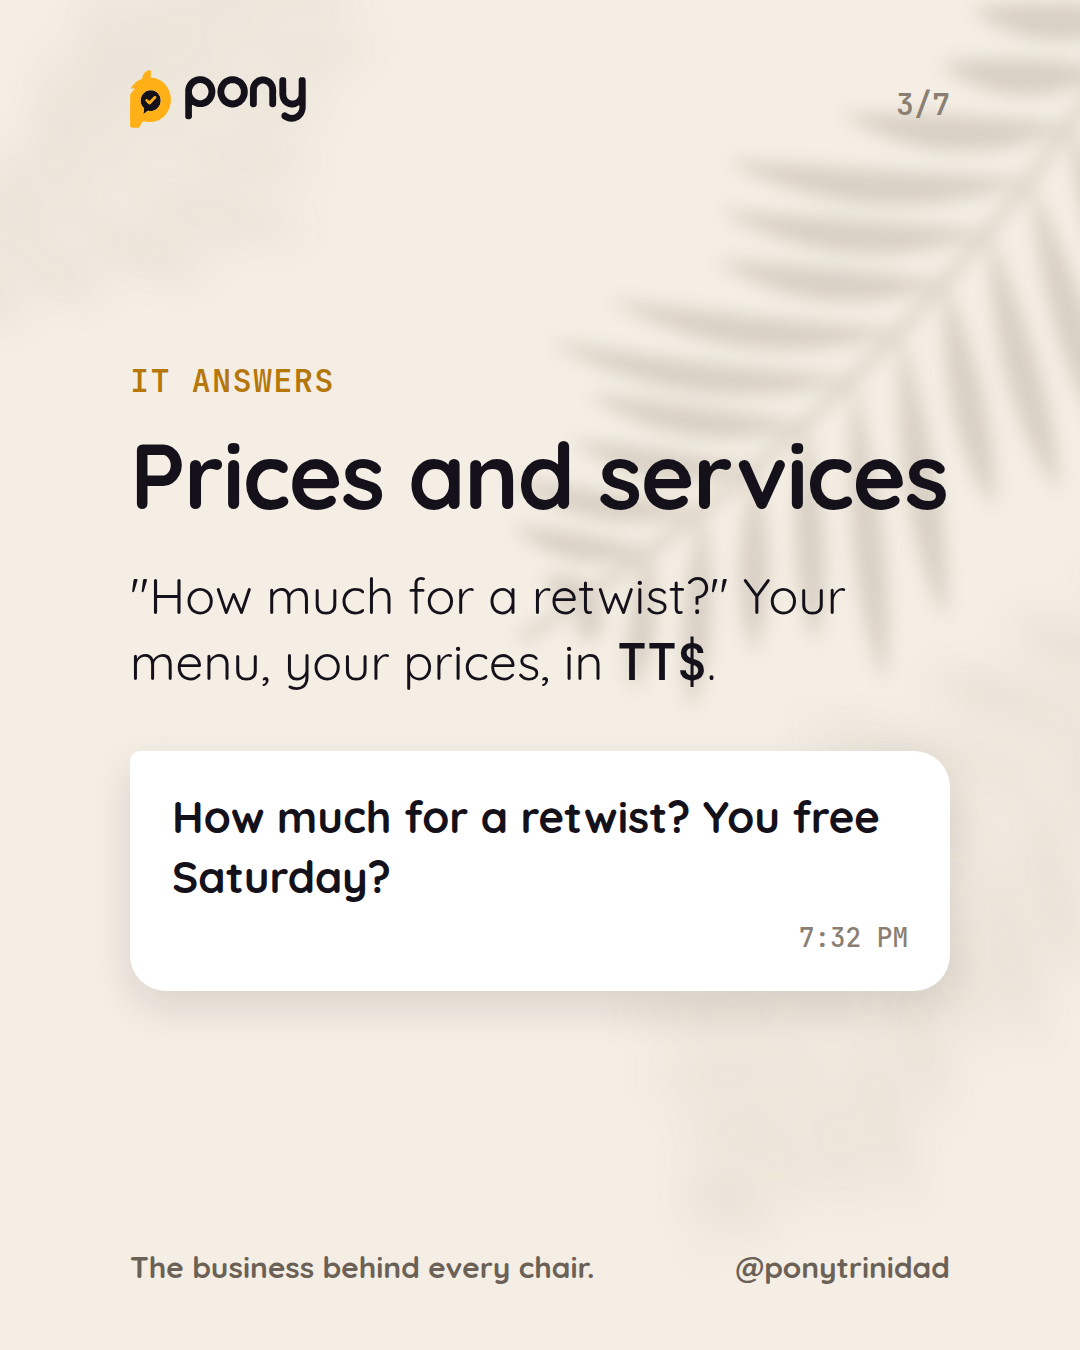 pony
3/7
IT ANSWERS
Prices and services
"How much for a retwist?" Your
menu, your prices, in TT$.
How much for a retwist? You free
Saturday?
7:32 PM
The business behind every chair.
@ponytrinidad